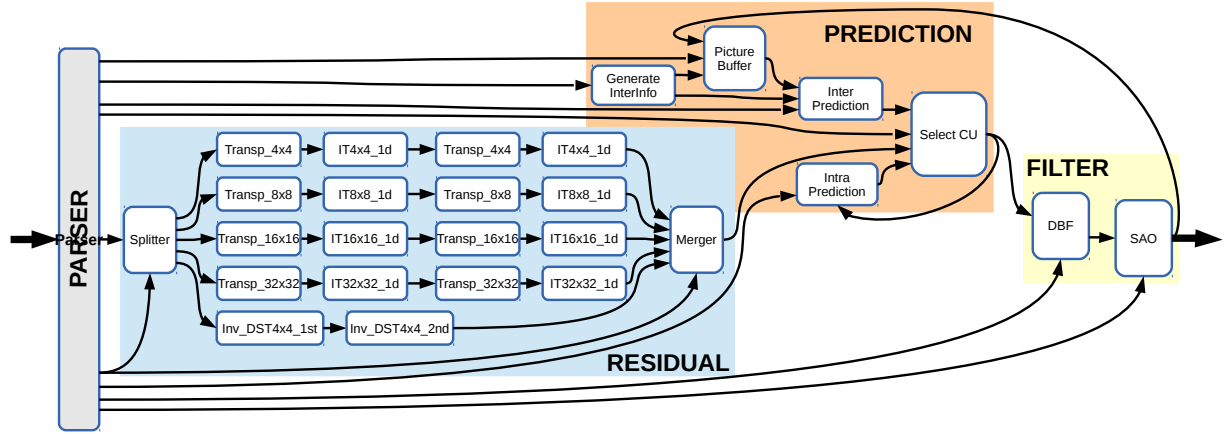 PREDICTION
Picture
Buffer
Generate
InterInfo
Inter
Prediction
Select CU
Intra
Prediction
PARSER
Parser
Splitter
Transp_4x4
IT4x4_1d
Transp_4x4
IT4x4_1d
Transp_8x8
IT8x8_1d
Transp_8x8
IT8x8_1d
Transp_16x16
IT16x16_1d
Transp_16x16
IT16x16_1d
Transp_32x32
IT32x32_1d
Transp_32x32
IT32x32_1d
Inv_DST4x4_1st
Inv_DST4x4_2nd
Merger
RESIDUAL
FILTER
DBF
SAO